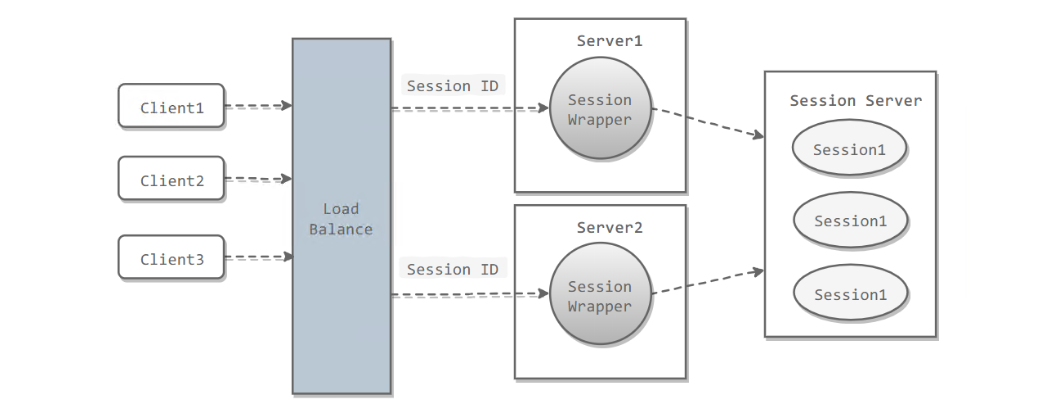 Client1
Client2
Client3
Load
Balance
Session ID
Session ID
Server1
Session
Wrapper
Server2
Session
Wrapper
Session Server
Session1
Session1
Session1